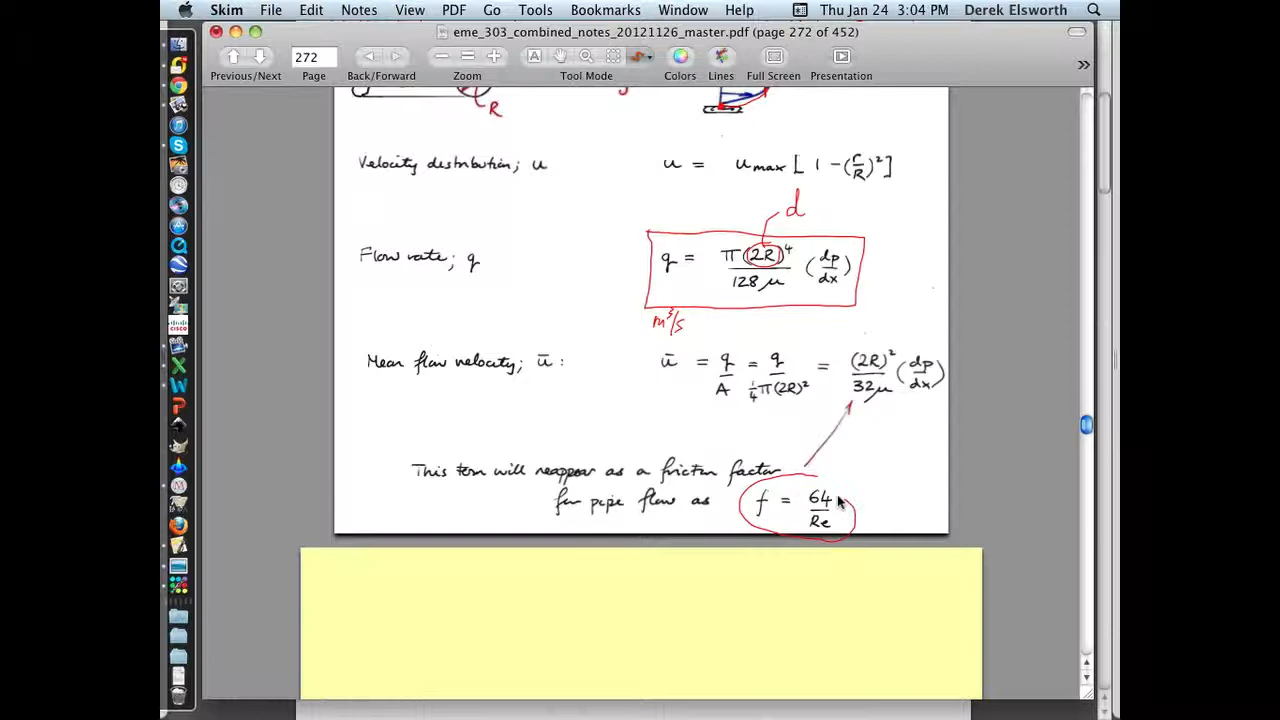 Skim File Edit Notes View PDF Go Tools Bookmarks Window Help Thu Jan 24 3:04 PM Derek Elsworth
eme_303_combined_notes_20121126_master.pdf (page 272 of 452)
272
Previous/Next Page Back/Forward Zoom Tool Mode Colors Lines Full Screen Presentation
R
Velocity distribution; u u = umax [ 1 - (r/R)² ]
d
Flow rate; q q = π(2R)⁴/128μ (dp/dx)
m³/s
Mean flow velocity; ū : ū = q/A = q/¼π(2R)² = (2R)²/32μ (dp/dx)
This term will reappear as a friction factor
for pipe flow as f = 64/Re